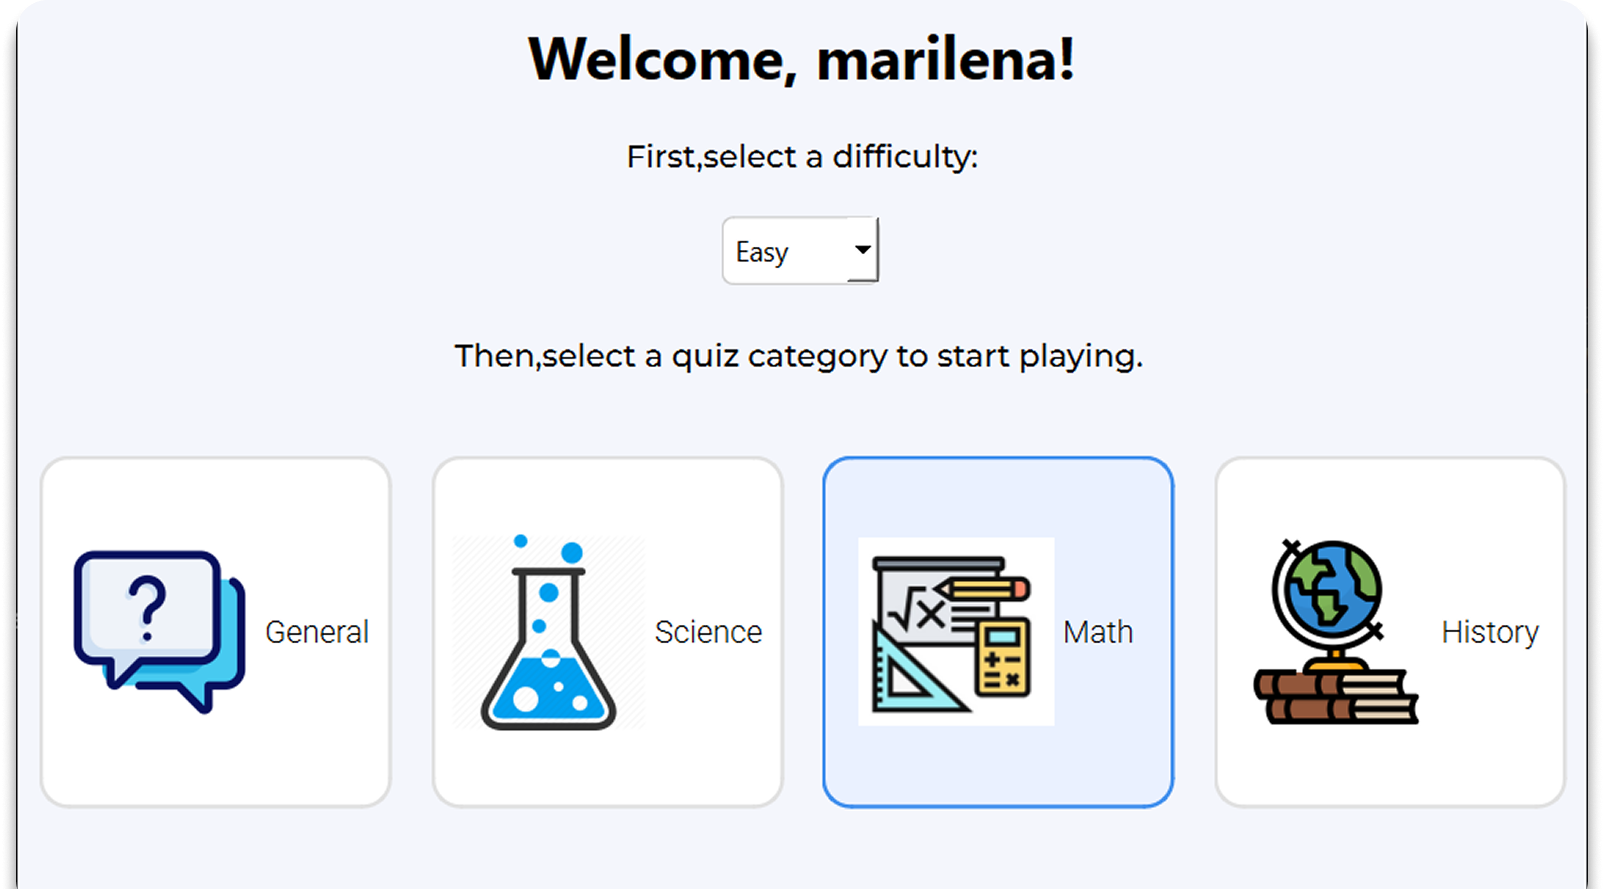 Welcome, marilena!
First,select a difficulty:
Easy
Then,select a quiz category to start playing.
General
Science
Math
History